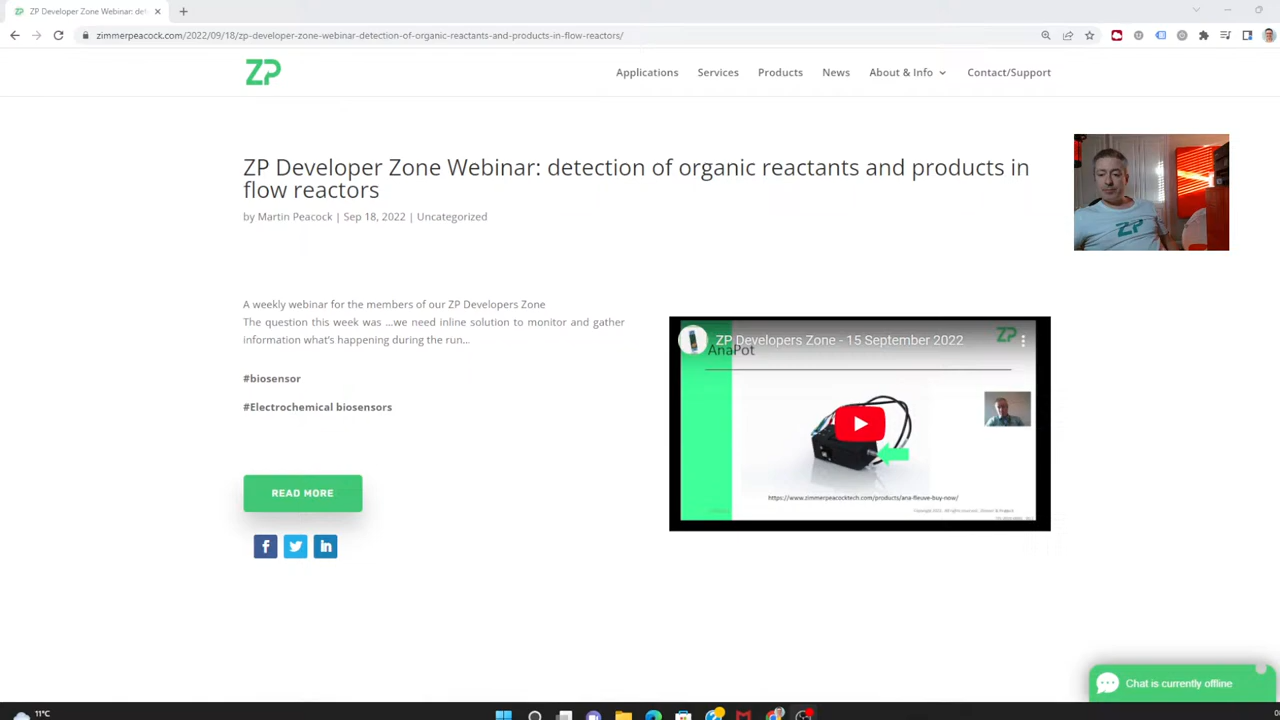 ZP Developer Zone Webinar: det
zimmerpeacock.com/2022/09/18/zp-developer-zone-webinar-detection-of-organic-reactants-and-products-in-flow-reactors/
ZP
Applications
Services
Products
News
About & Info
Contact/Support
ZP Developer Zone Webinar: detection of organic reactants and products in
flow reactors
by Martin Peacock | Sep 18, 2022 | Uncategorized
ZP
A weekly webinar for the members of our ZP Developers Zone
The question this week was ...we need inline solution to monitor and gather
information what's happening during the run...
#biosensor
#Electrochemical biosensors
READ MORE
ZP Developers Zone - 15 September 2022
ZP
AnaPot
https://www.zimmerpeacocktech.com/products/ana-fleuve-buy-now/
Chat is currently offline
11°C